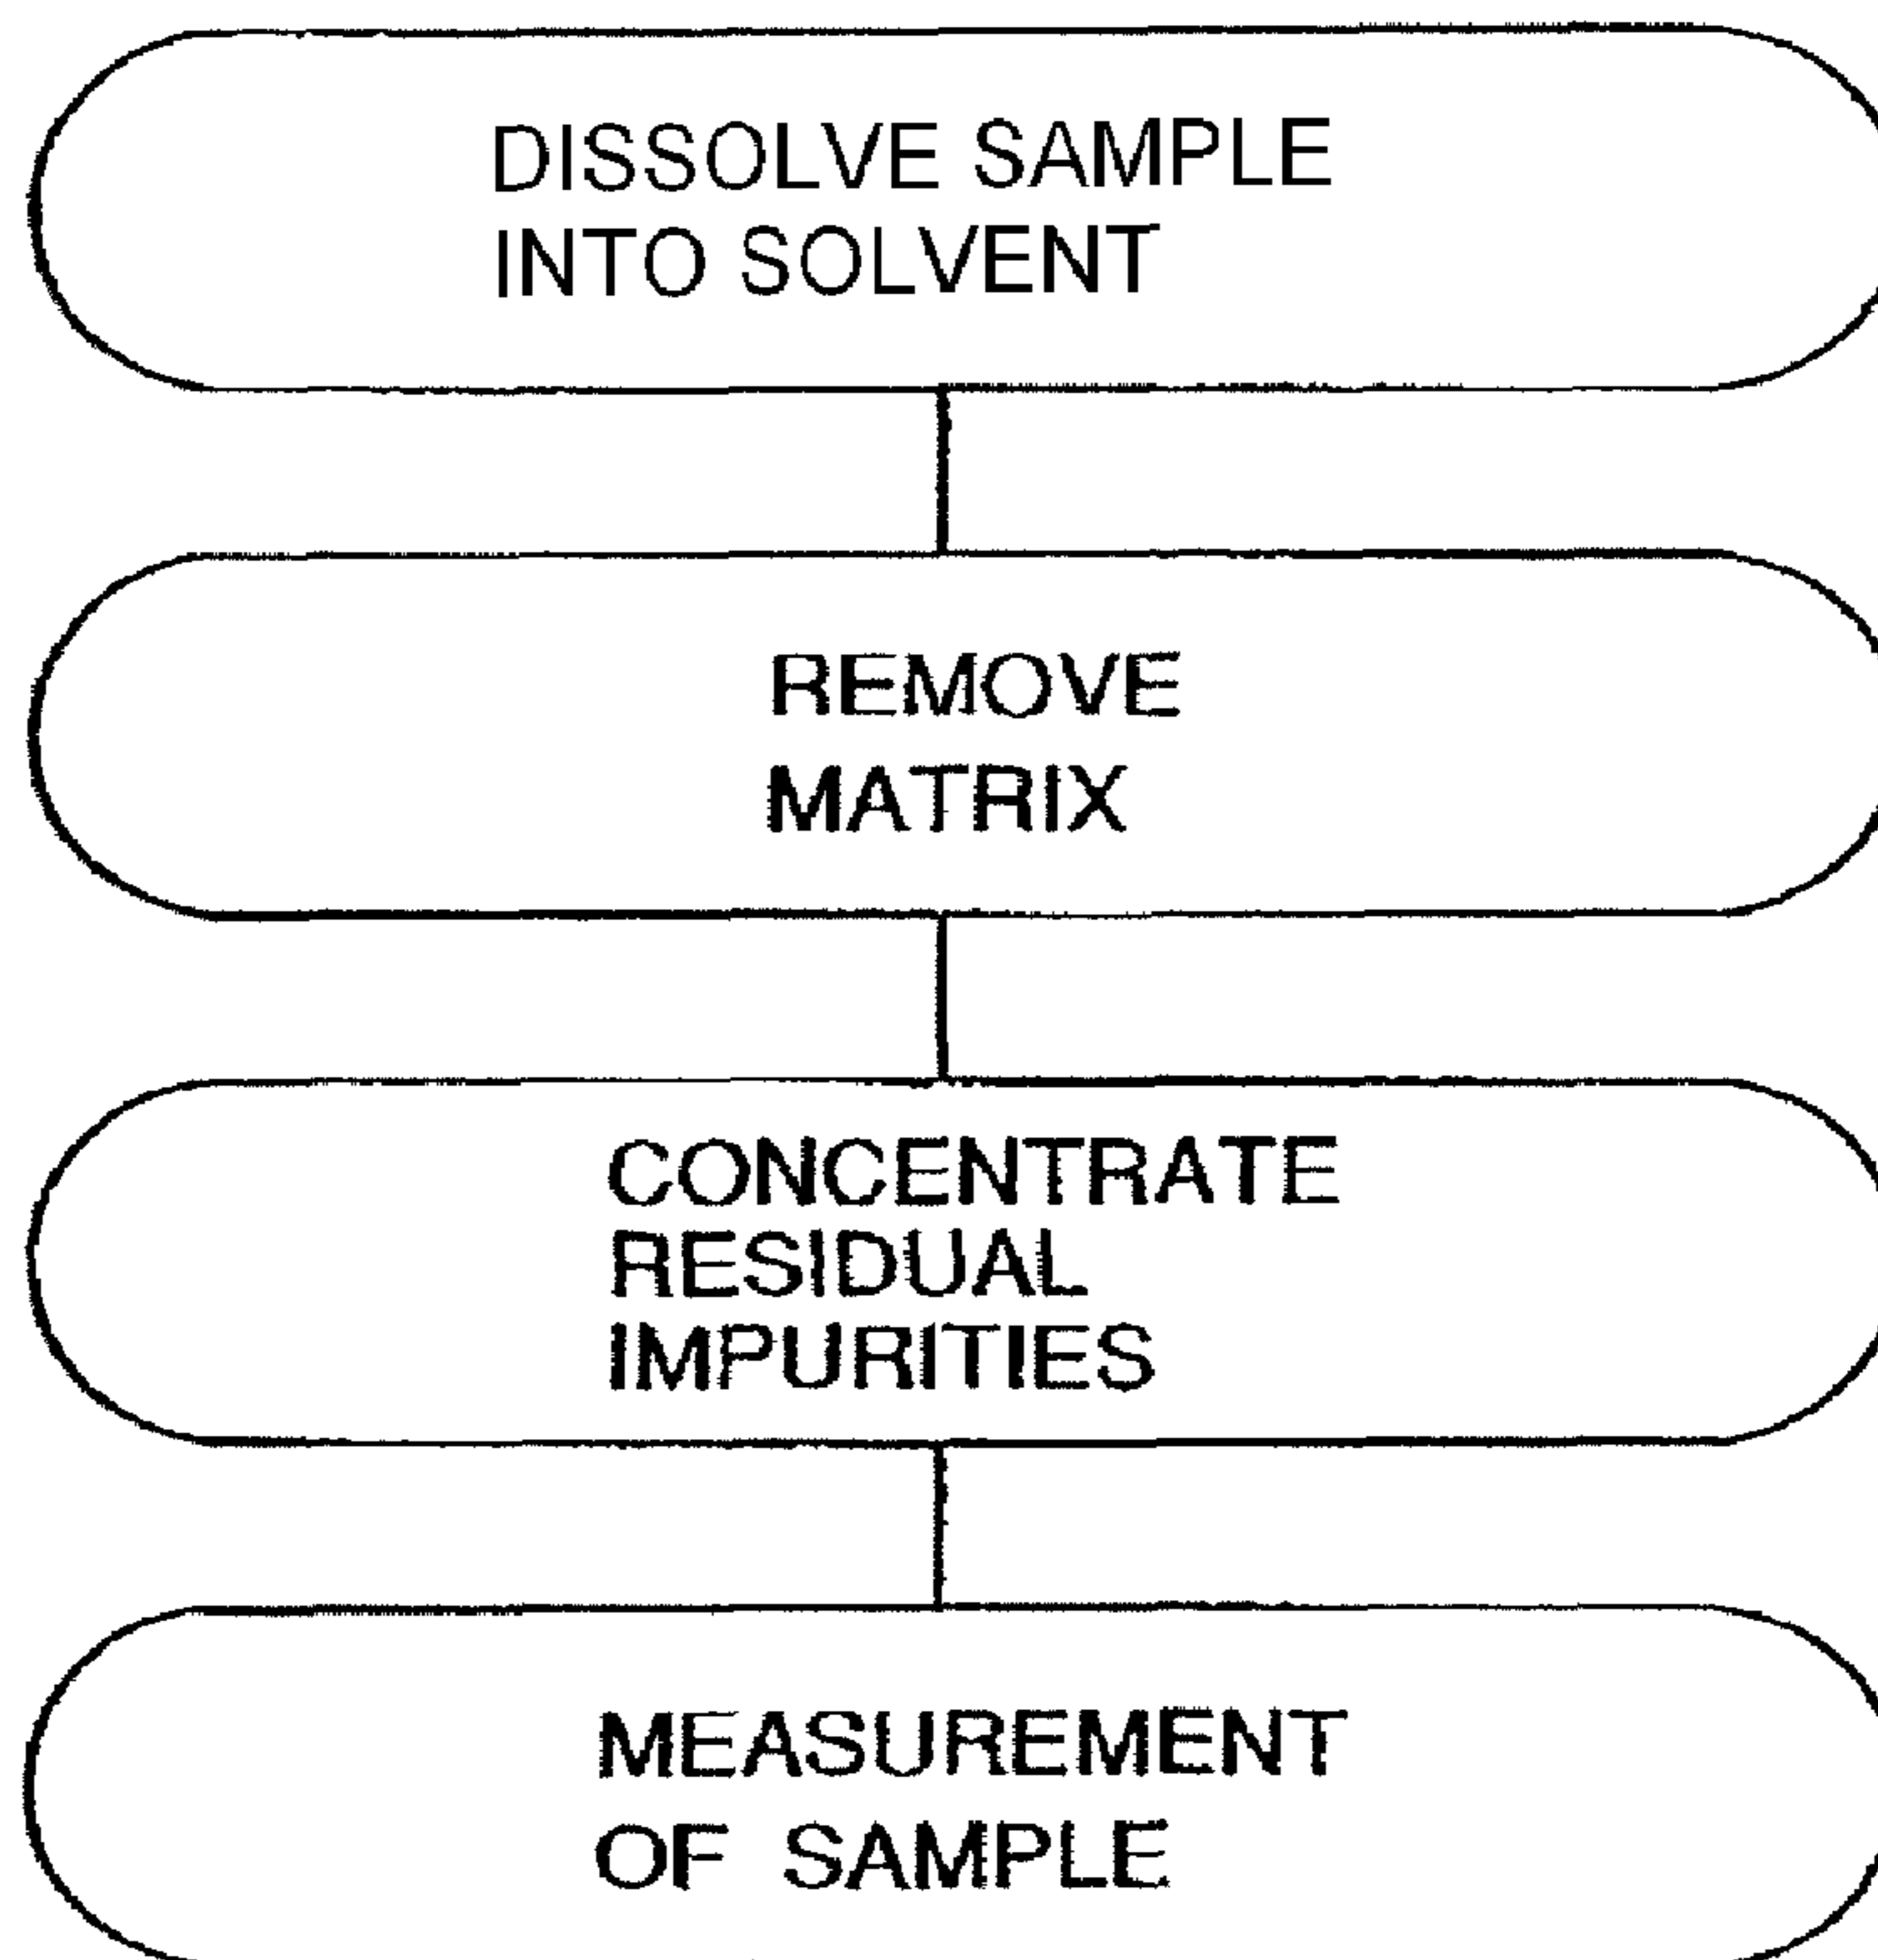 DISSOLVE SAMPLE
INTO SOLVENT
REMOVE
MATRIX
CONCENTRATE
RESIDUAL
IMPURITIES
MEASUREMENT
OF SAMPLE